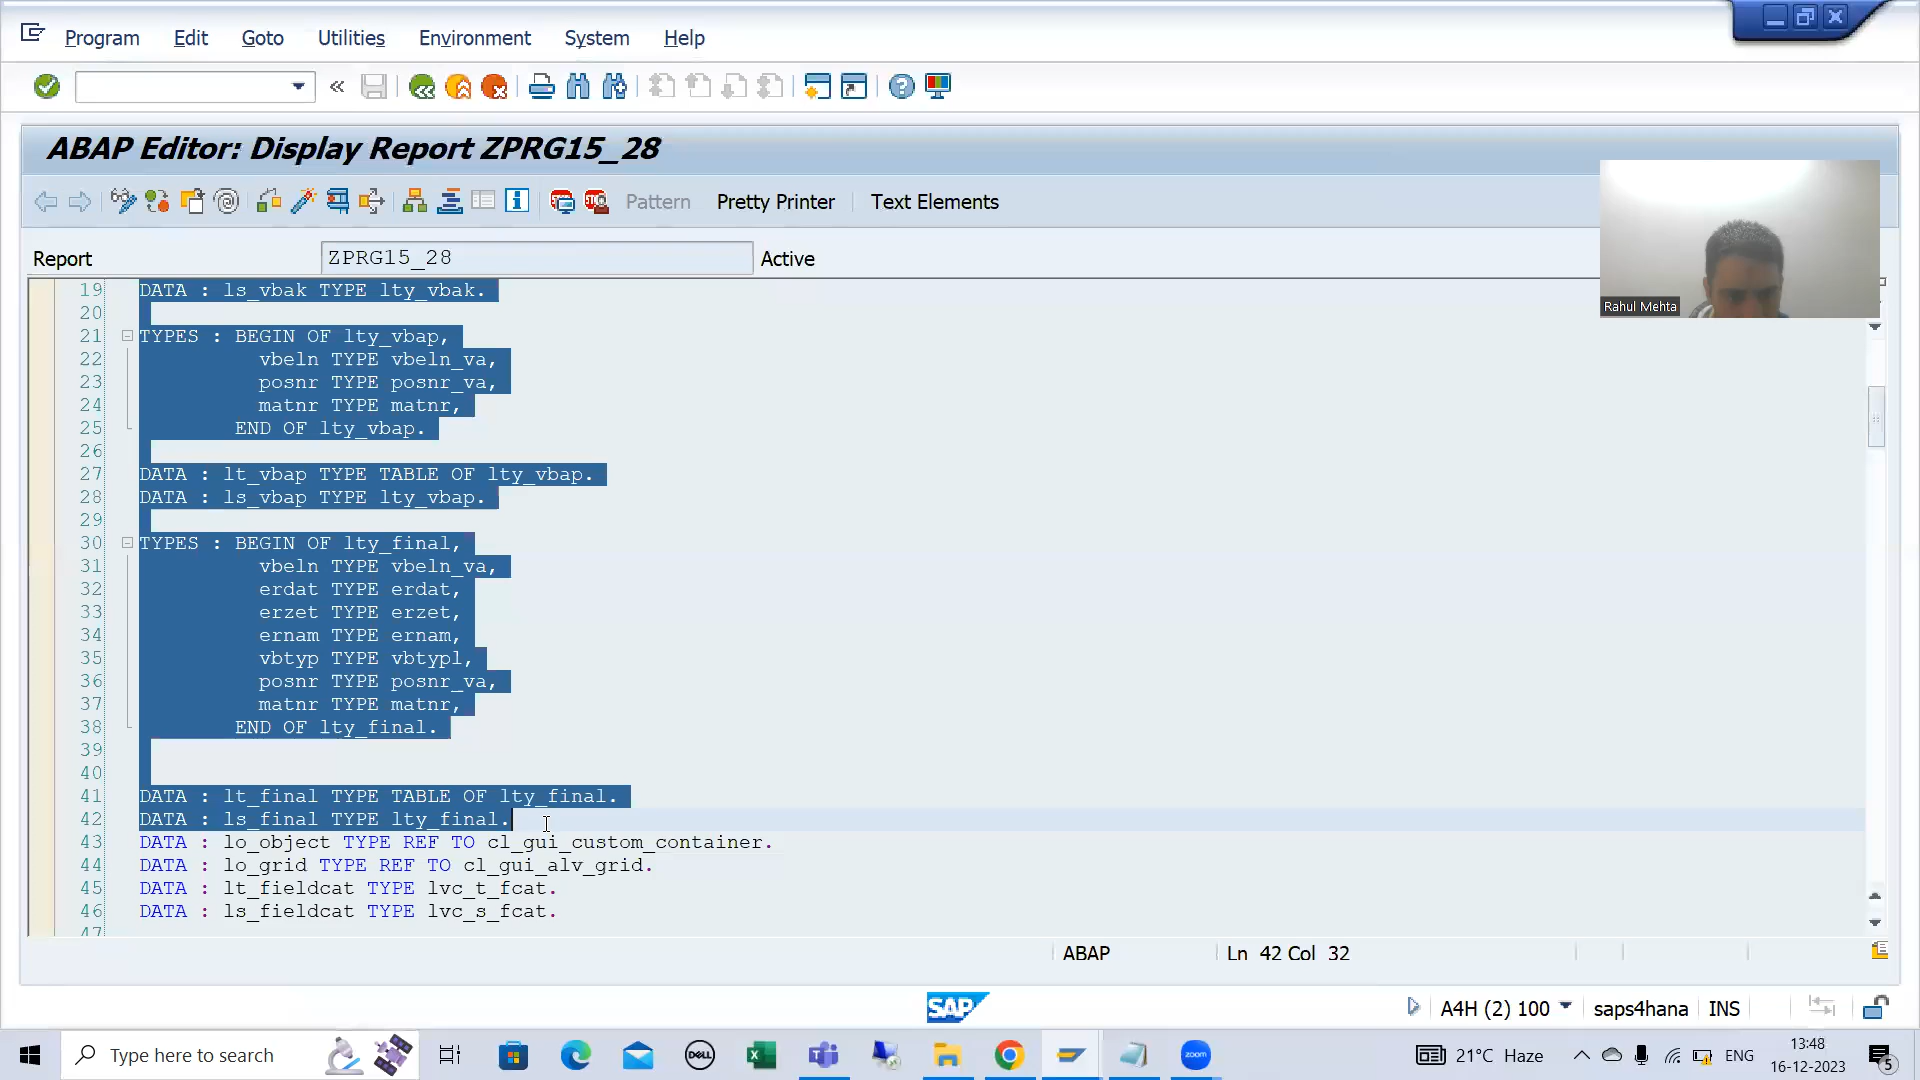 Program Edit Goto Utilities Environment System Help
ABAP Editor: Display Report ZPRG15_28
Pattern Pretty Printer Text Elements
Report ZPRG15_28 Active
Rahul Mehta
19 DATA : ls_vbak TYPE lty_vbak.
20
21 TYPES : BEGIN OF lty_vbap,
22 vbeln TYPE vbeln_va,
23 posnr TYPE posnr_va,
24 matnr TYPE matnr,
25 END OF lty_vbap.
26
27 DATA : lt_vbap TYPE TABLE OF lty_vbap.
28 DATA : ls_vbap TYPE lty_vbap.
29
30 TYPES : BEGIN OF lty_final,
31 vbeln TYPE vbeln_va,
32 erdat TYPE erdat,
33 erzet TYPE erzet,
34 ernam TYPE ernam,
35 vbtyp TYPE vbtypl,
36 posnr TYPE posnr_va,
37 matnr TYPE matnr,
38 END OF lty_final.
39
40
41 DATA : lt_final TYPE TABLE OF lty_final.
42 DATA : ls_final TYPE lty_final.
43 DATA : lo_object TYPE REF TO cl_gui_custom_container.
44 DATA : lo_grid TYPE REF TO cl_gui_alv_grid.
45 DATA : lt_fieldcat TYPE lvc_t_fcat.
46 DATA : ls_fieldcat TYPE lvc_s_fcat.
47
ABAP Ln 42 Col 32
SAP
A4H (2) 100 saps4hana INS
Type here to search
DELL
zoom
21°C Haze
ENG
13:48
16-12-2023
5